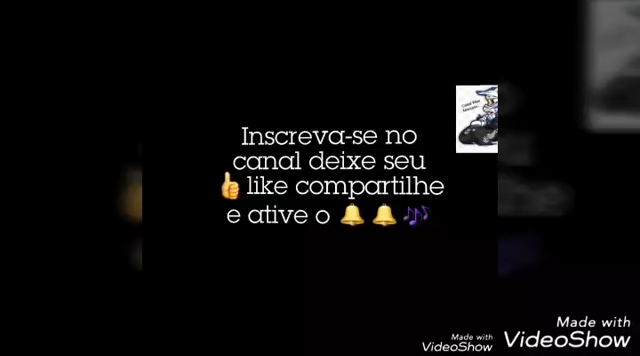 Inscreva-se no
canal deixe seu
👍 like compartilhe
e ative o 🔔 🔔 🎶
Made with
VideoShow
Made with
VideoShow